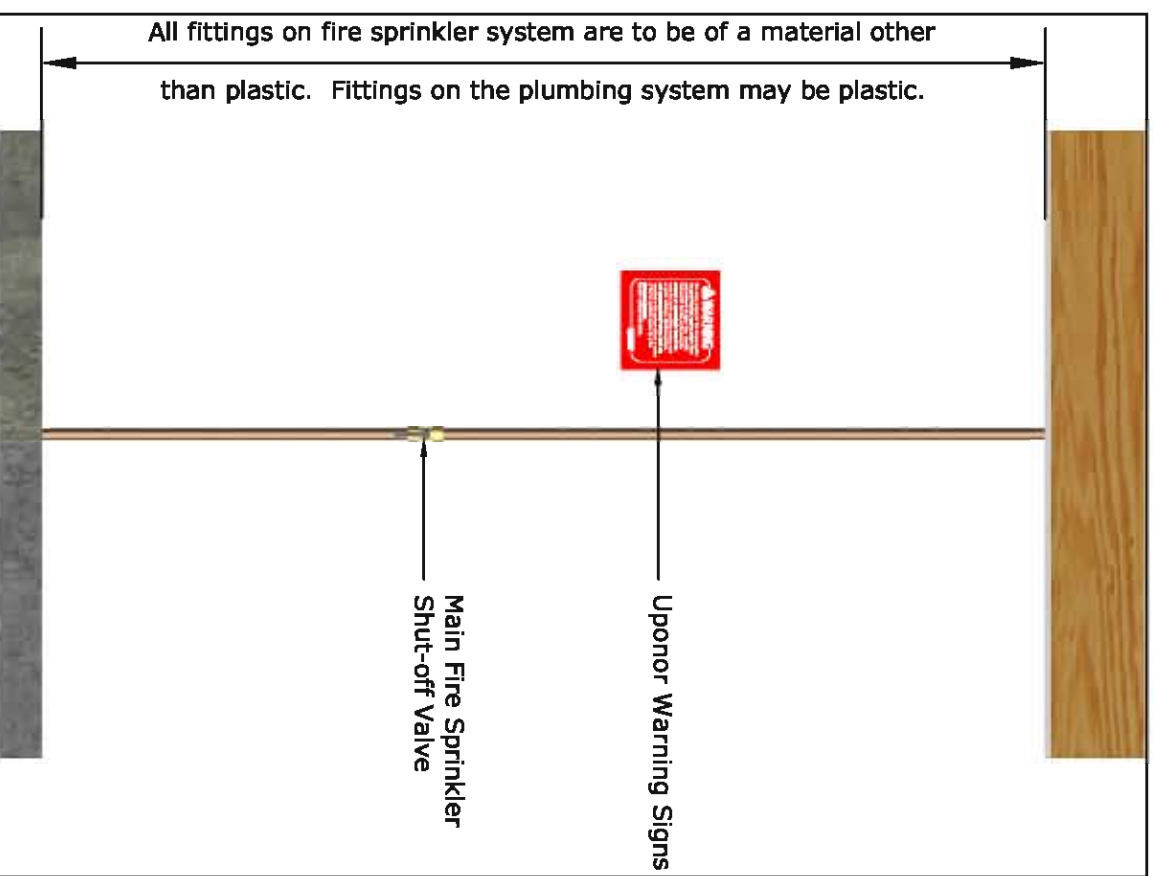 All fittings on fire sprinkler system are to be of a material other
than plastic. Fittings on the plumbing system may be plastic.
WARNING
Uponor Warning Signs
Main Fire Sprinkler
Shut-off Valve